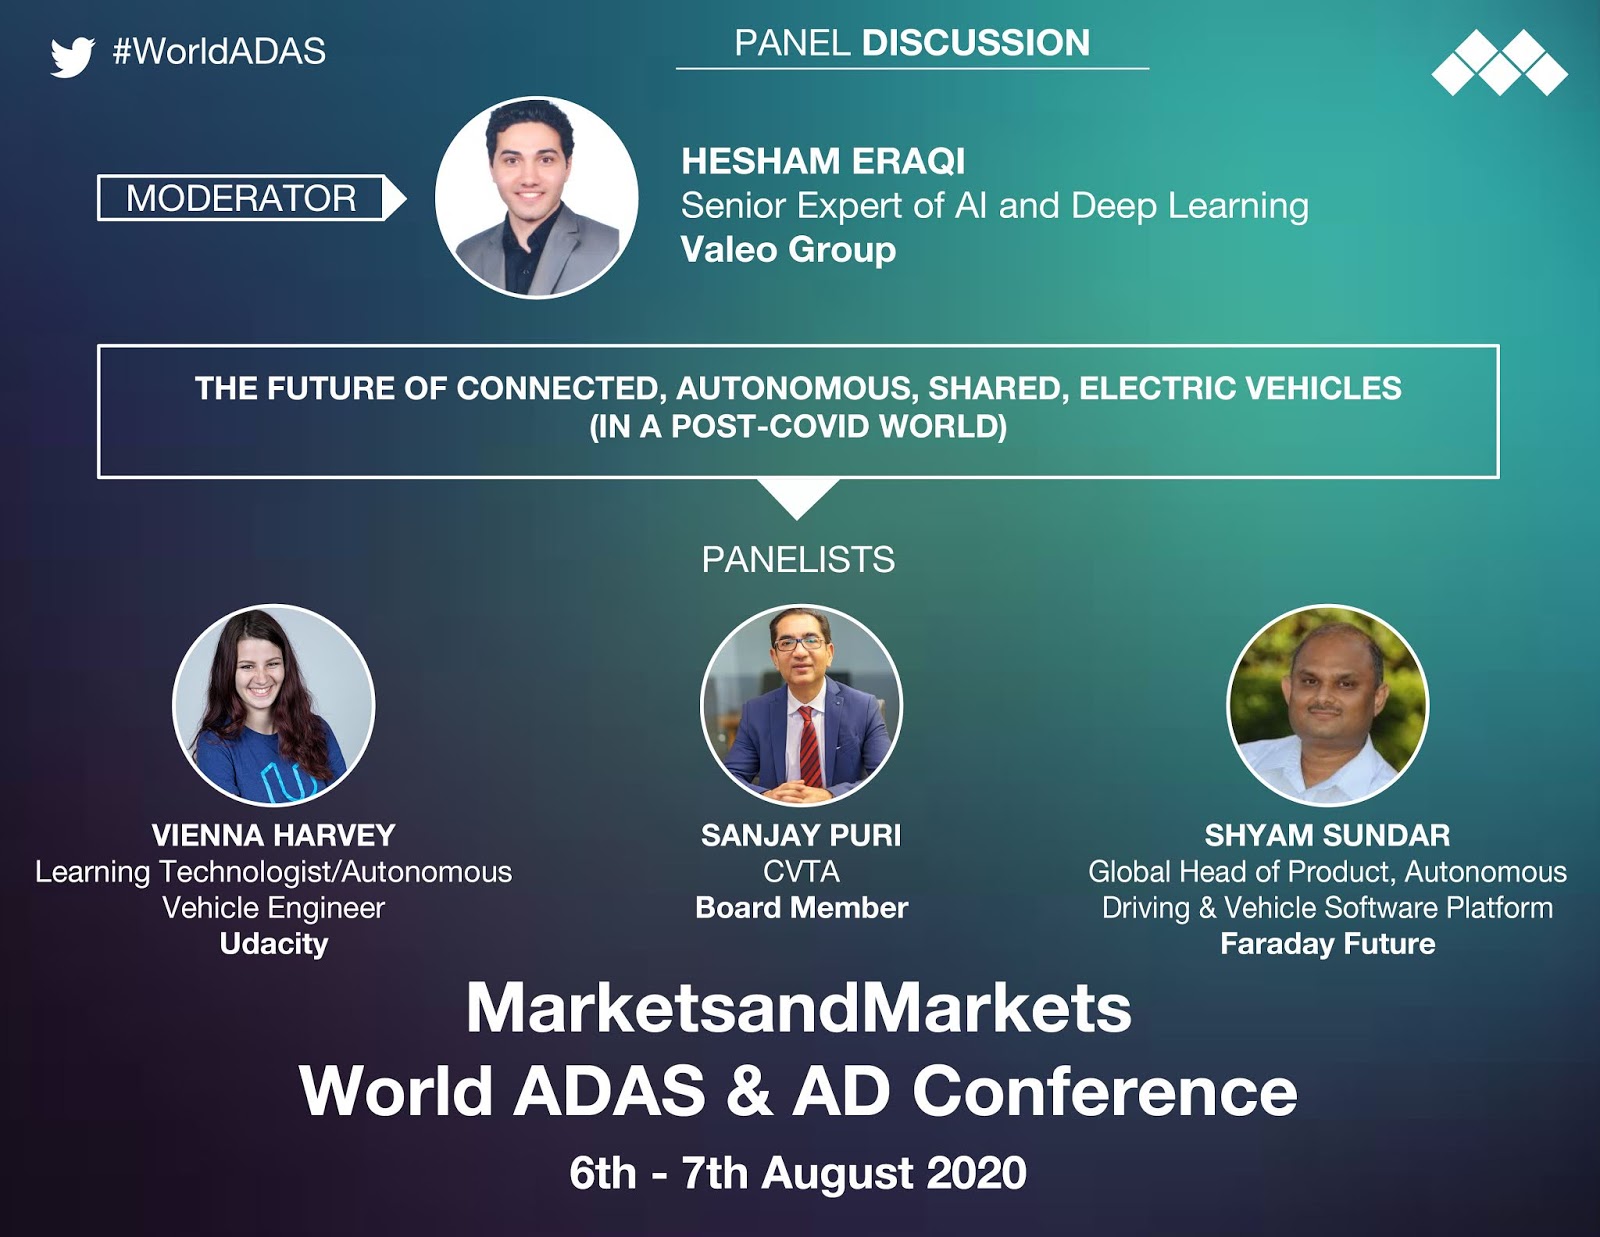 #WorldADAS
PANEL DISCUSSION
MODERATOR
HESHAM ERAQI
Senior Expert of AI and Deep Learning
Valeo Group
THE FUTURE OF CONNECTED, AUTONOMOUS, SHARED, ELECTRIC VEHICLES
(IN A POST-COVID WORLD)
PANELISTS
VIENNA HARVEY
Learning Technologist/Autonomous
Vehicle Engineer
Udacity
SANJAY PURI
CVTA
Board Member
SHYAM SUNDAR
Global Head of Product, Autonomous
Driving & Vehicle Software Platform
Faraday Future
MarketsandMarkets
World ADAS & AD Conference
6th - 7th August 2020